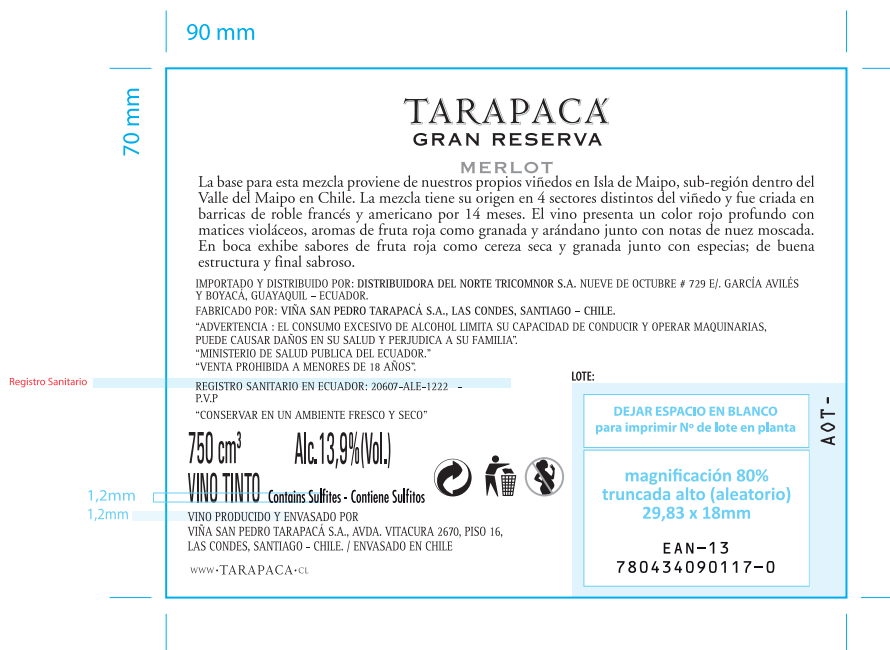 90 mm
70 mm
TARAPACÁ
GRAN RESERVA
MERLOT
La base para esta mezcla proviene de nuestros propios viñedos en Isla de Maipo, sub-región dentro del
Valle del Maipo en Chile. La mezcla tiene su origen en 4 sectores distintos del viñedo y fue criada en
barricas de roble francés y americano por 14 meses. El vino presenta un color rojo profundo con
matices violáceos, aromas de fruta roja como granada y arándano junto con notas de nuez moscada.
En boca exhibe sabores de fruta roja como cereza seca y granada junto con especias; de buena
estructura y final sabroso.
IMPORTADO Y DISTRIBUIDO POR: DISTRIBUIDORA DEL NORTE TRICOMNOR S.A. NUEVE DE OCTUBRE # 729 E/. GARCÍA AVILÉS
Y BOYACÁ, GUAYAQUIL – ECUADOR.
FABRICADO POR: VIÑA SAN PEDRO TARAPACÁ S.A., LAS CONDES, SANTIAGO – CHILE.
“ADVERTENCIA : EL CONSUMO EXCESIVO DE ALCOHOL LIMITA SU CAPACIDAD DE CONDUCIR Y OPERAR MAQUINARIAS,
PUEDE CAUSAR DAÑOS EN SU SALUD Y PERJUDICA A SU FAMILIA”.
“MINISTERIO DE SALUD PUBLICA DEL ECUADOR.”
“VENTA PROHIBIDA A MENORES DE 18 AÑOS”.
Registro Sanitario
REGISTRO SANITARIO EN ECUADOR: 20607-ALE-1222 -
P.V.P
“CONSERVAR EN UN AMBIENTE FRESCO Y SECO”
750 cm³ Alc.13,9%(Vol.)
VINO TINTO Contains Sulfites - Contiene Sulfitos
1,2mm
1,2mm
VINO PRODUCIDO Y ENVASADO POR
VIÑA SAN PEDRO TARAPACÁ S.A., AVDA. VITACURA 2670, PISO 16,
LAS CONDES, SANTIAGO - CHILE. / ENVASADO EN CHILE
WWW•TARAPACA•CL
LOTE:
DEJAR ESPACIO EN BLANCO
para imprimir Nº de lote en planta
AOT-
magnificación 80%
truncada alto (aleatorio)
29,83 x 18mm
EAN-13
780434090117-0